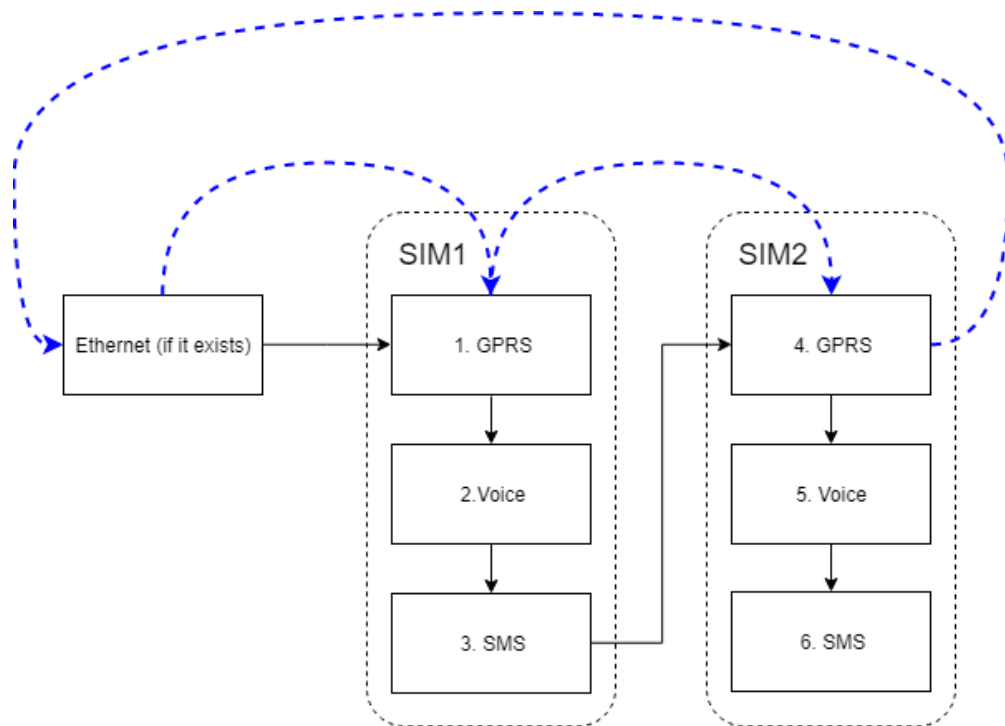 SIM1
SIM2
Ethernet (if it exists)
1. GPRS
4. GPRS
2.Voice
5. Voice
3. SMS
6. SMS